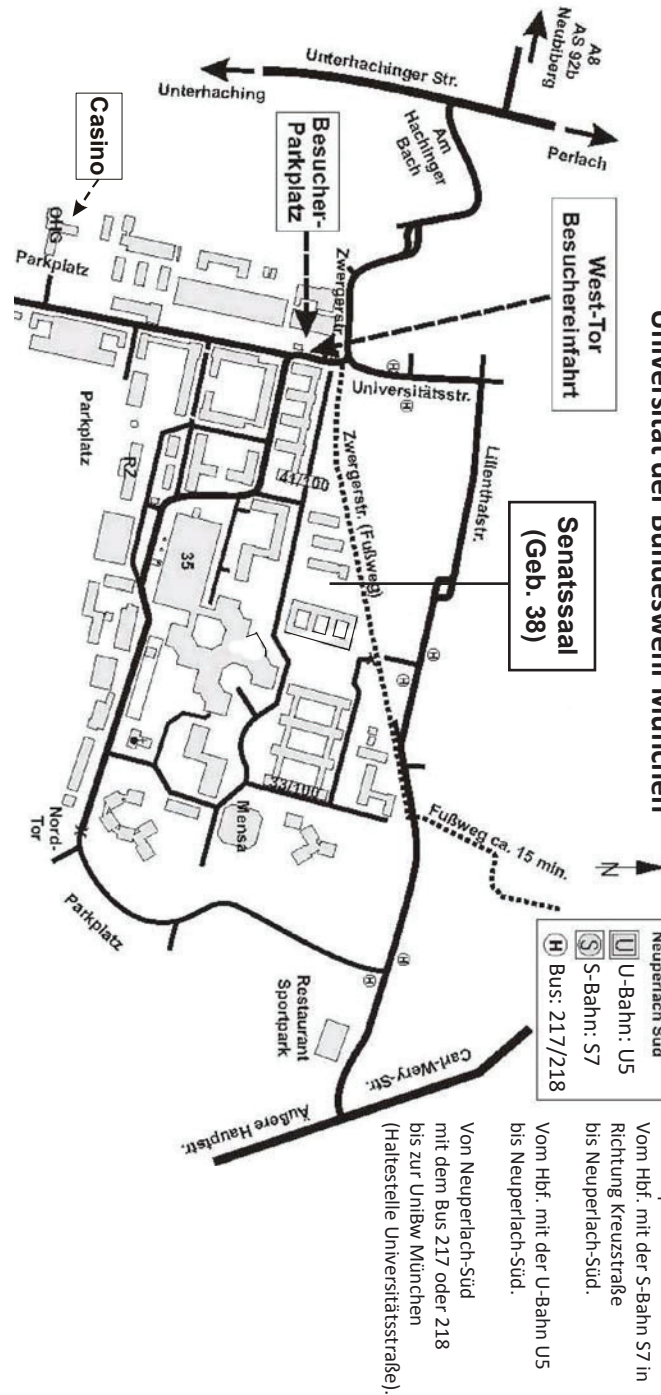 Universität der Bundeswehr München
A8
AS 92b
Neubiberg
Unterhachinger Str.
Unterhaching
Perlach
Am
Hachinger
Bach
West-Tor
Besuchereinfahrt
Besucher-
Parkplatz
Casino
OHG
Parkplatz
Zwergerstr.
Universitätsstr.
H
H
Lilienthalstr.
Zwergerstr. (Fußweg)
Senatssaal
(Geb. 38)
41/100
Parkplatz
RZ
35
H
H
33/100
Mensa
Nord-
Tor
Parkplatz
Fußweg ca. 15 min.
N
Neuperlach Süd
U U-Bahn: U5
S S-Bahn: S7
H Bus: 217/218
H
H
Restaurant
Sportpark
Carl-Wery-Str.
Äußere Hauptstr.
Vom Hbf. mit der S-Bahn S7 in
Richtung Kreuzstraße
bis Neuperlach-Süd.
Vom Hbf. mit der U-Bahn U5
bis Neuperlach-Süd.
Von Neuperlach-Süd
mit dem Bus 217 oder 218
bis zur UniBw München
(Haltestelle Universitätsstraße).